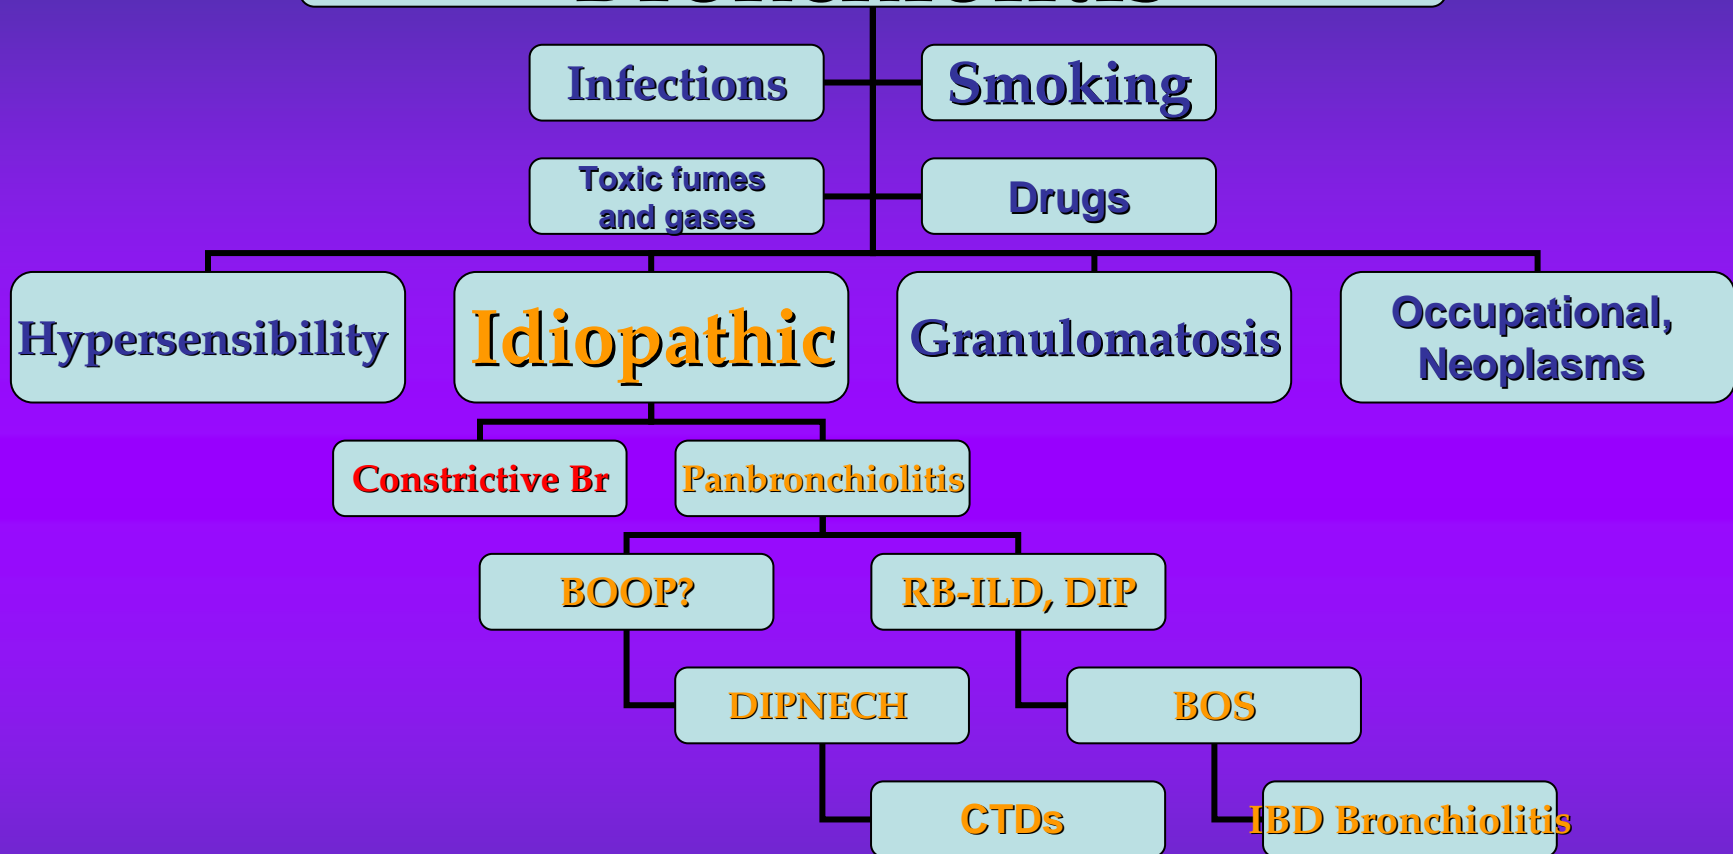 Bronchiolitis
Infections
Smoking
Toxic fumes
and gases
Drugs
Hypersensibility
Idiopathic
Granulomatosis
Occupational,
Neoplasms
Constrictive Br
Panbronchiolitis
BOOP?
RB-ILD, DIP
DIPNECH
BOS
CTDs
IBD Bronchiolitis